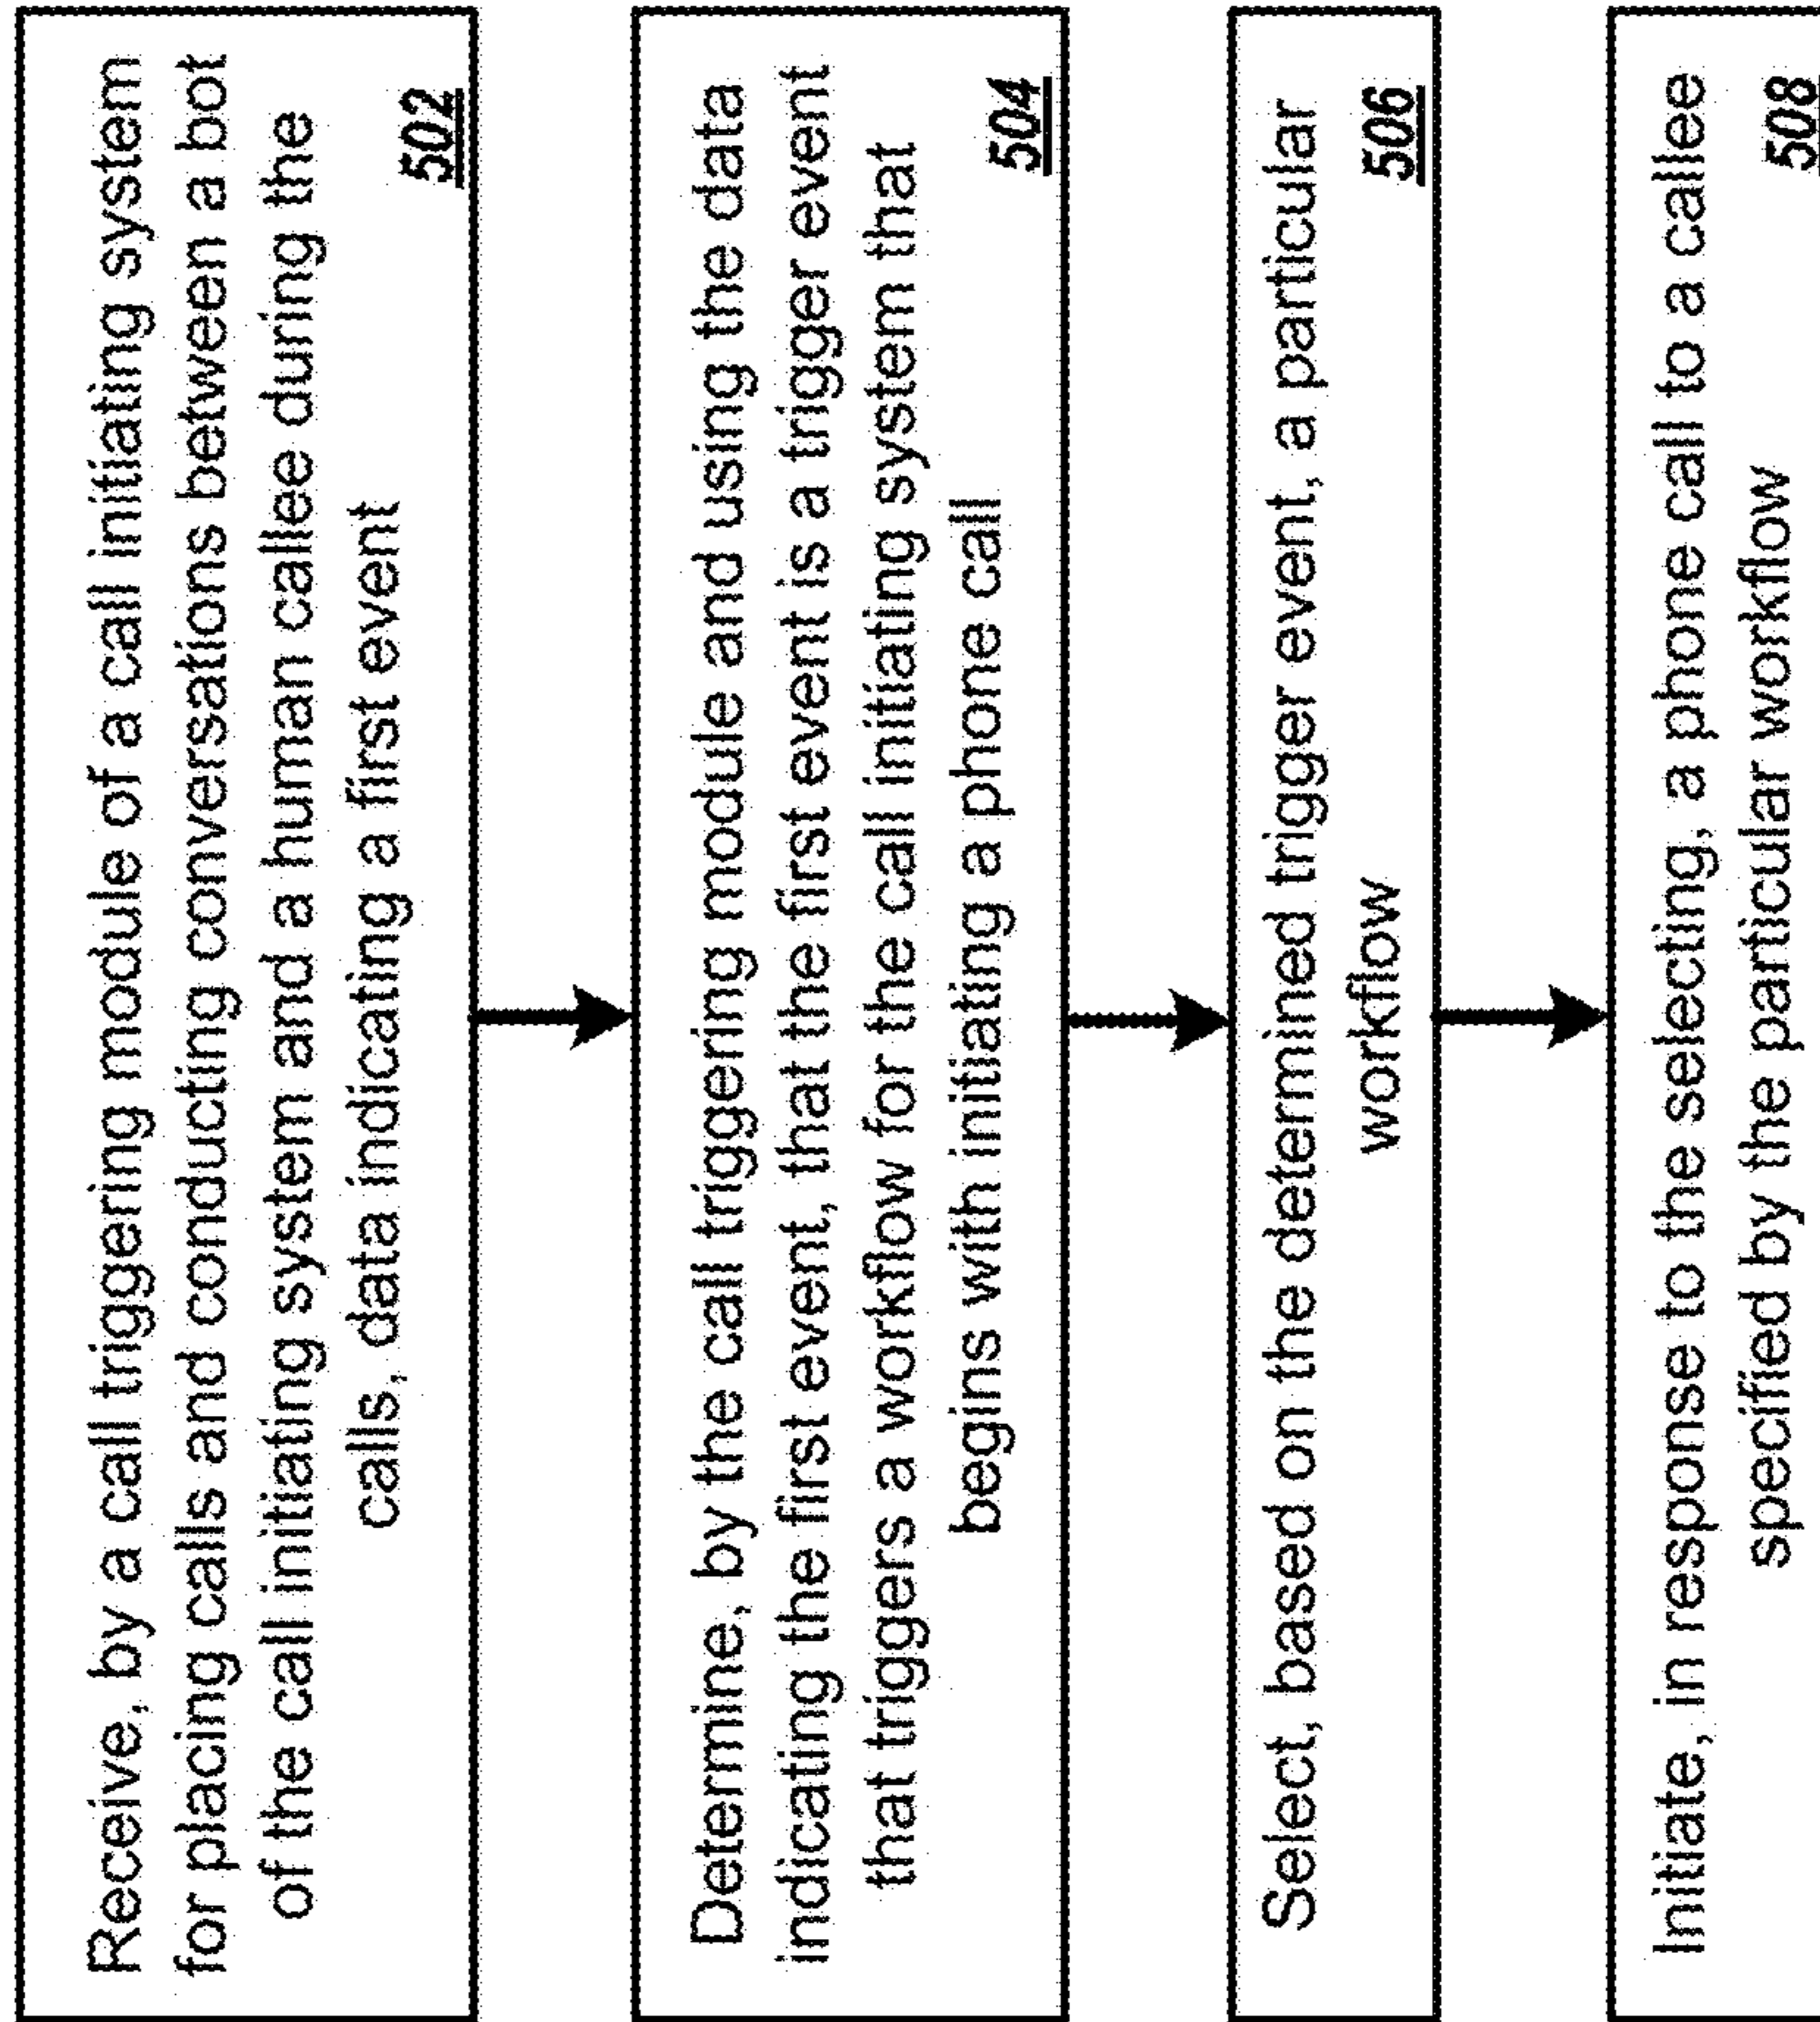 Receive, by a call triggering module of a call initiating system
for placing calls and conducting conversations between a bot
of the call initiating system and a human callee during the
calls, data indicating a first event
502
Determine, by the call triggering module and using the data
indicating the first event, that the first event is a trigger event
that triggers a workflow for the call initiating system that
begins with initiating a phone call
504
Select, based on the determined trigger event, a particular
workflow
506
Initiate, in response to the selecting, a phone call to a callee
specified by the particular workflow
508